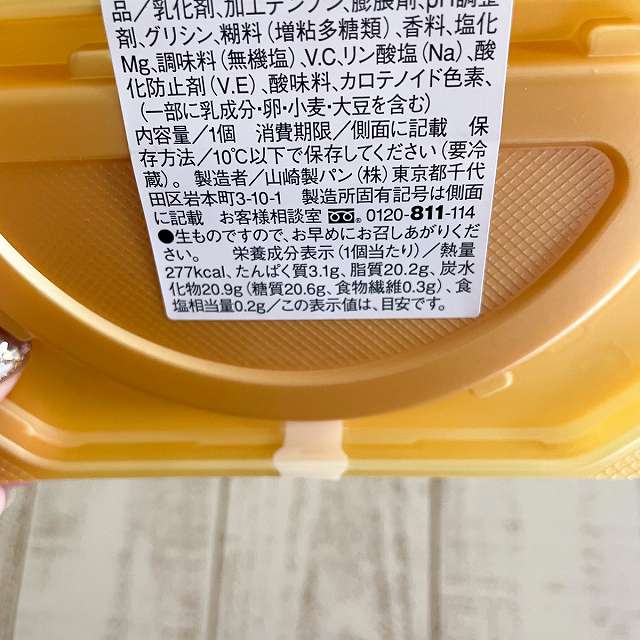 品／乳化剤、加工デンプン、膨脹剤、pH調整
剤、グリシン、糊料（増粘多糖類）、香料、塩化
Mg、調味料（無機塩）、V.C、リン酸塩（Na）、酸
化防止剤（V.E）、酸味料、カロテノイド色素、
（一部に乳成分・卵・小麦・大豆を含む）
内容量／1個　消費期限／側面に記載　保
存方法／10℃以下で保存してください（要冷
蔵）。製造者／山崎製パン（株）東京都千代
田区岩本町3-10-1　製造所固有記号は側面
に記載　お客様相談室 0120-811-114
●生ものですので、お早めにお召しあがりくだ
さい。　栄養成分表示（1個当たり）／熱量
277kcal、たんぱく質3.1g、脂質20.2g、炭水
化物20.9g（糖質20.6g、食物繊維0.3g）、食
塩相当量0.2g／この表示値は、目安です。